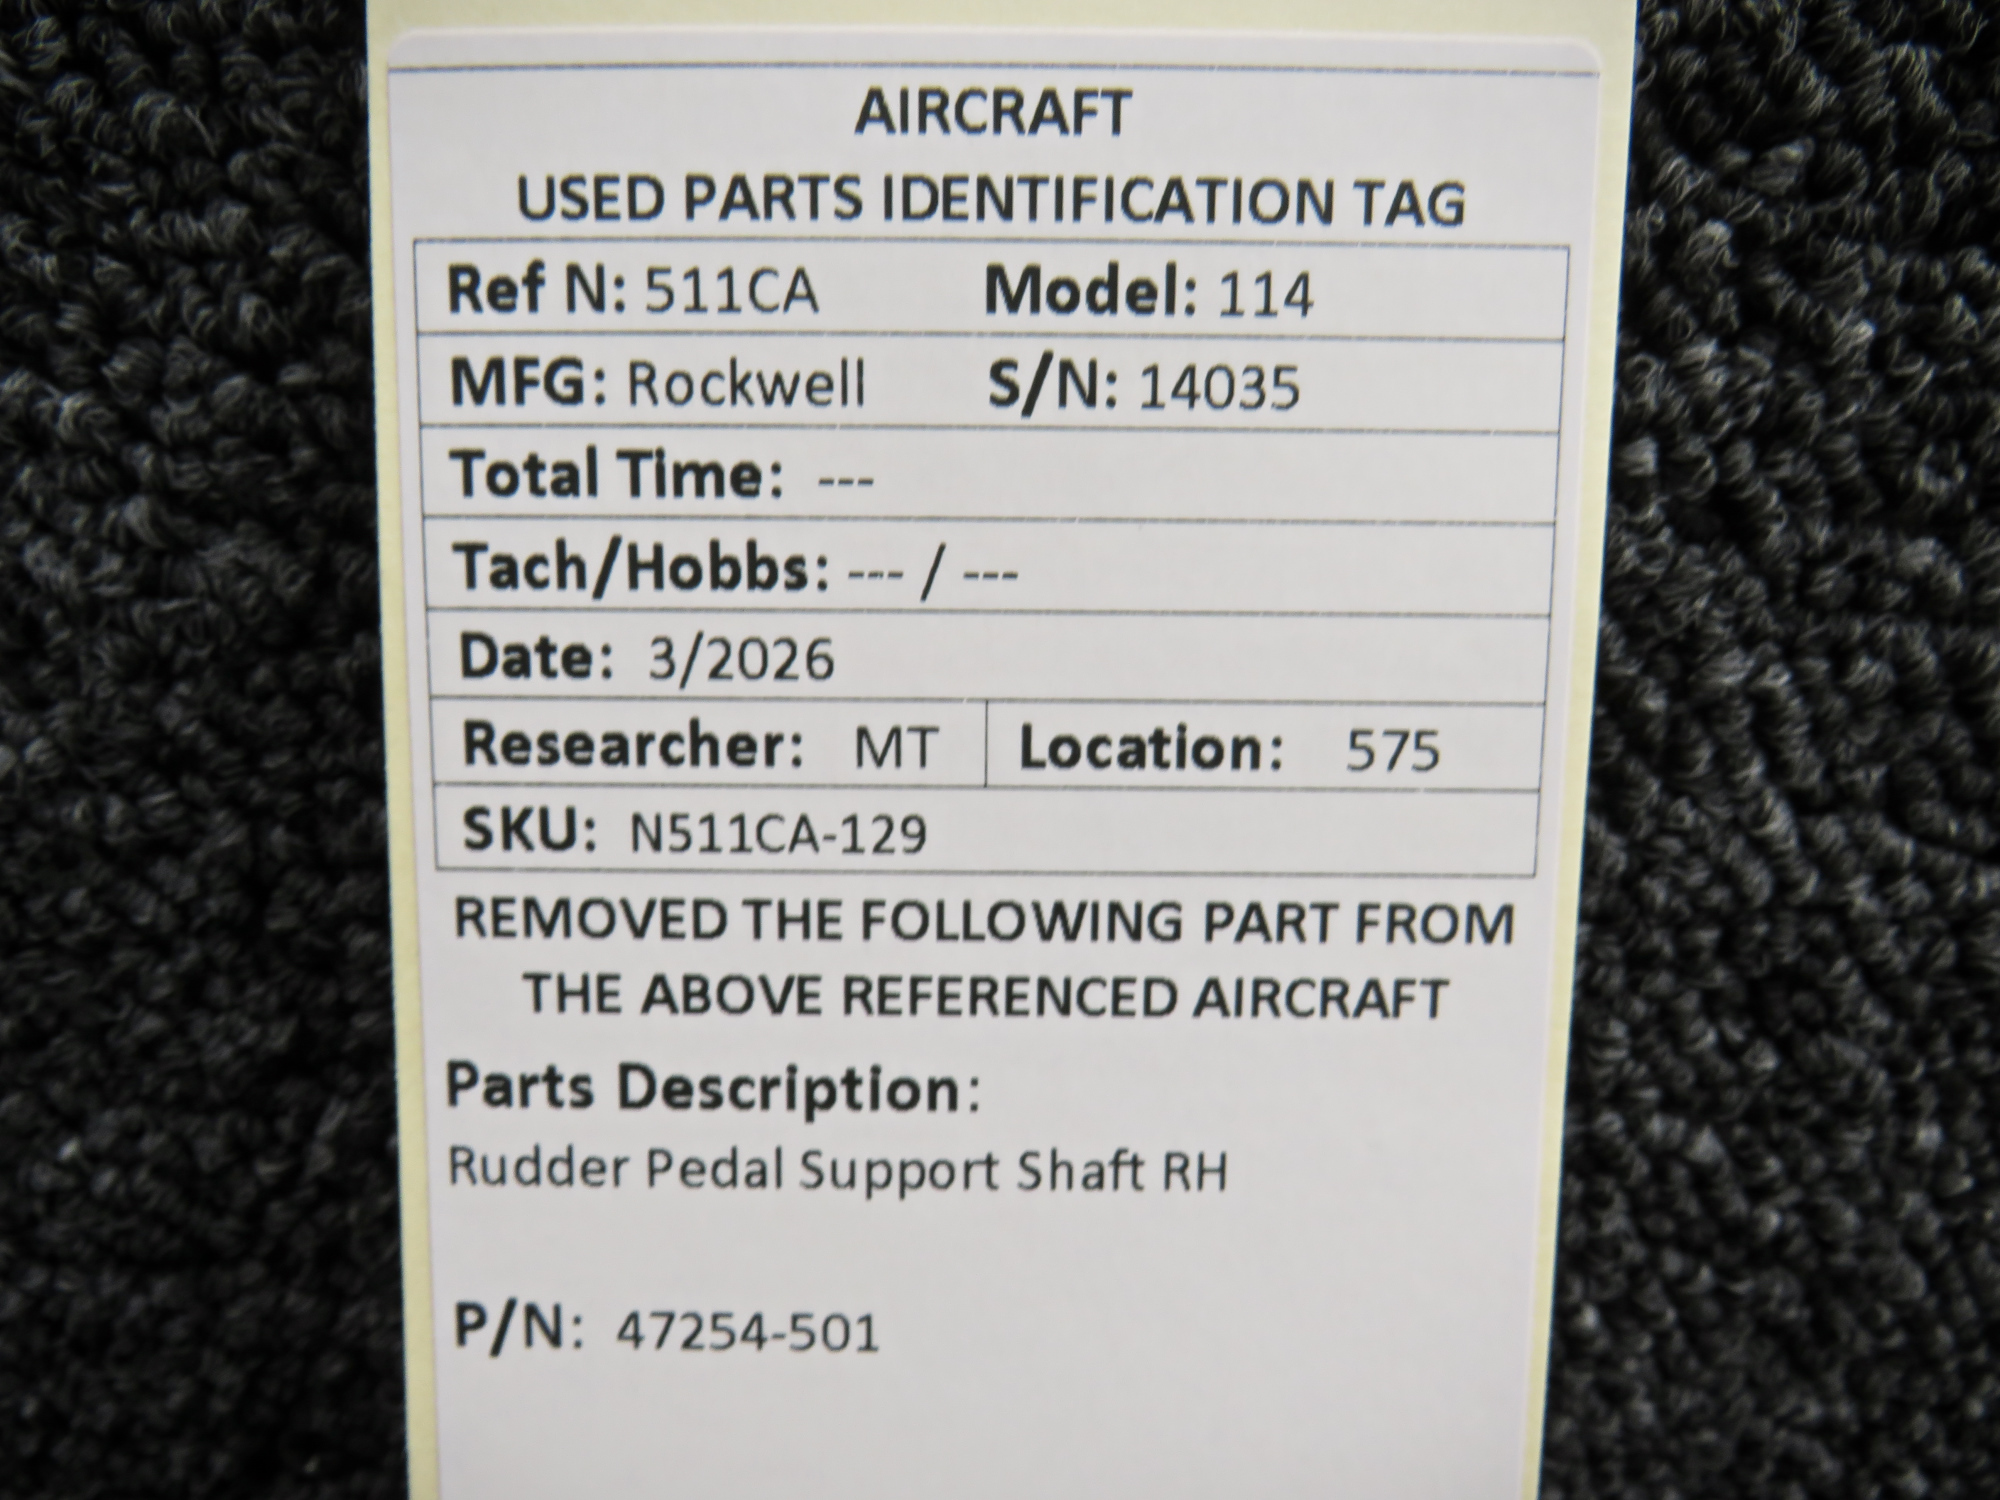 AIRCRAFT
USED PARTS IDENTIFICATION TAG
Ref N: 511CA Model: 114
MFG: Rockwell S/N: 14035
Total Time: ---
Tach/Hobbs: --- / ---
Date: 3/2026
Researcher: MT Location: 575
SKU: N511CA-129
REMOVED THE FOLLOWING PART FROM
THE ABOVE REFERENCED AIRCRAFT
Parts Description:
Rudder Pedal Support Shaft RH
P/N: 47254-501